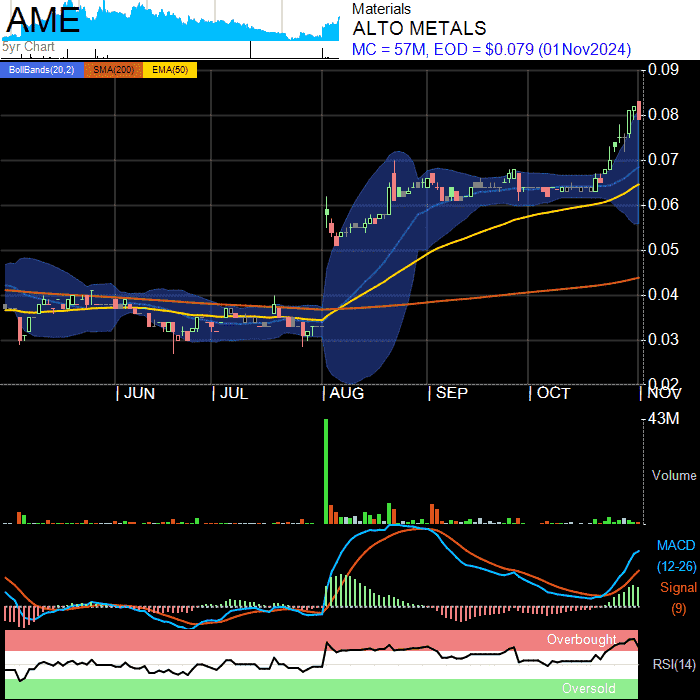 AME
5yr Chart
Materials
ALTO METALS
MC = 57M, EOD = $0.079 (01Nov2024)
BollBands(20,2) SMA(200) EMA(50)
0.09
0.08
0.07
0.06
0.05
0.04
0.03
0.02
JUN JUL AUG SEP OCT NOV
43M
Volume
MACD
(12-26)
Signal
(9)
Overbought
RSI(14)
Oversold